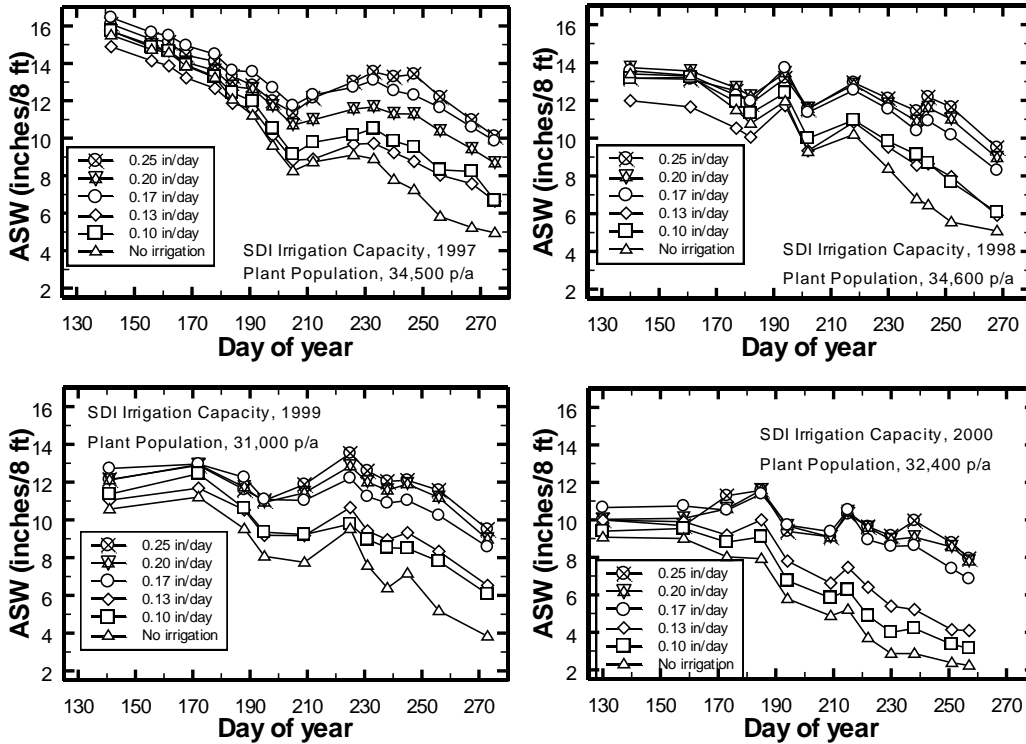 ASW (inches/8 ft)
16
14
12
10
8
6
4
2
0.25 in/day
0.20 in/day
0.17 in/day
0.13 in/day
0.10 in/day
No irrigation
SDI Irrigation Capacity, 1997
Plant Population, 34,500 p/a
130 150 170 190 210 230 250 270
Day of year
ASW (inches/8 ft)
16
14
12
10
8
6
4
2
0.25 in/day
0.20 in/day
0.17 in/day
0.13 in/day
0.10 in/day
No irrigation
SDI Irrigation Capacity, 1998
Plant Population, 34,600 p/a
130 150 170 190 210 230 250 270
Day of year
ASW (inches/8 ft)
16
14
12
10
8
6
4
2
SDI Irrigation Capacity, 1999
Plant Population, 31,000 p/a
0.25 in/day
0.20 in/day
0.17 in/day
0.13 in/day
0.10 in/day
No irrigation
130 150 170 190 210 230 250 270
Day of year
ASW (inches/8 ft)
16
14
12
10
8
6
4
2
SDI Irrigation Capacity, 2000
Plant Population, 32,400 p/a
0.25 in/day
0.20 in/day
0.17 in/day
0.13 in/day
0.10 in/day
No irrigation
130 150 170 190 210 230 250 270
Day of year